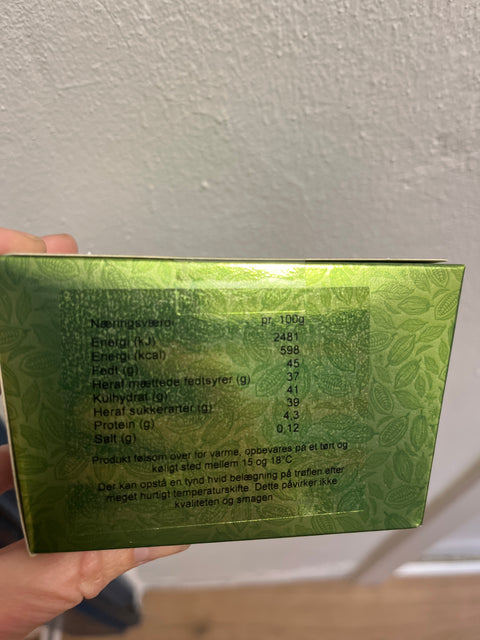 Næringsværdi pr. 100g
Energi (kJ) 2481
Energi (kcal) 598
Fedt (g) 45
Heraf mættede fedtsyrer (g) 37
Kulhydrat (g) 41
Heraf sukkerarter (g) 39
Protein (g) 4,3
Salt (g) 0,12
Produkt følsom over for varme, opbevares på et tørt og
køligt sted mellem 15 og 18°C
Der kan opstå en tynd hvid belægning på trøflen efter
meget hurtigt temperaturskifte. Dette påvirker ikke
kvaliteten og smagen